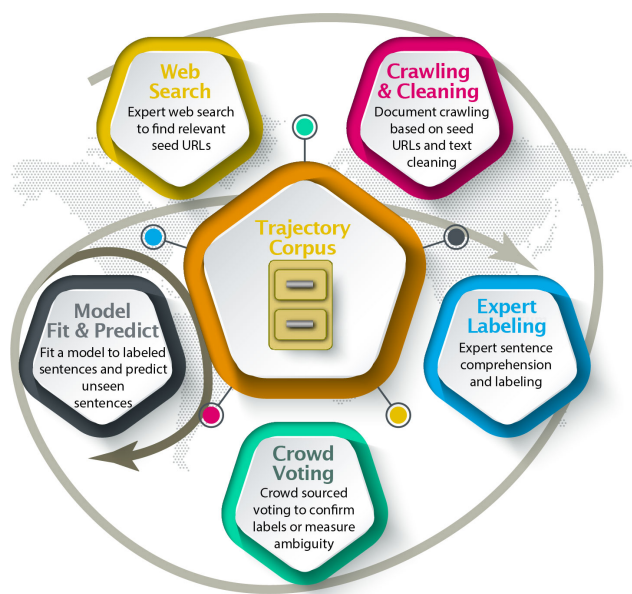 Web
Search
Expert web search
to find relevant
seed URLs
Crawling
& Cleaning
Document crawling
based on seed
URLs and text
cleaning
Trajectory
Corpus
Model
Fit & Predict
Fit a model to labeled
sentences and predict
unseen
sentences
Expert
Labeling
Expert sentence
comprehension
and labeling
Crowd
Voting
Crowd sourced
voting to confirm
labels or measure
ambiguity